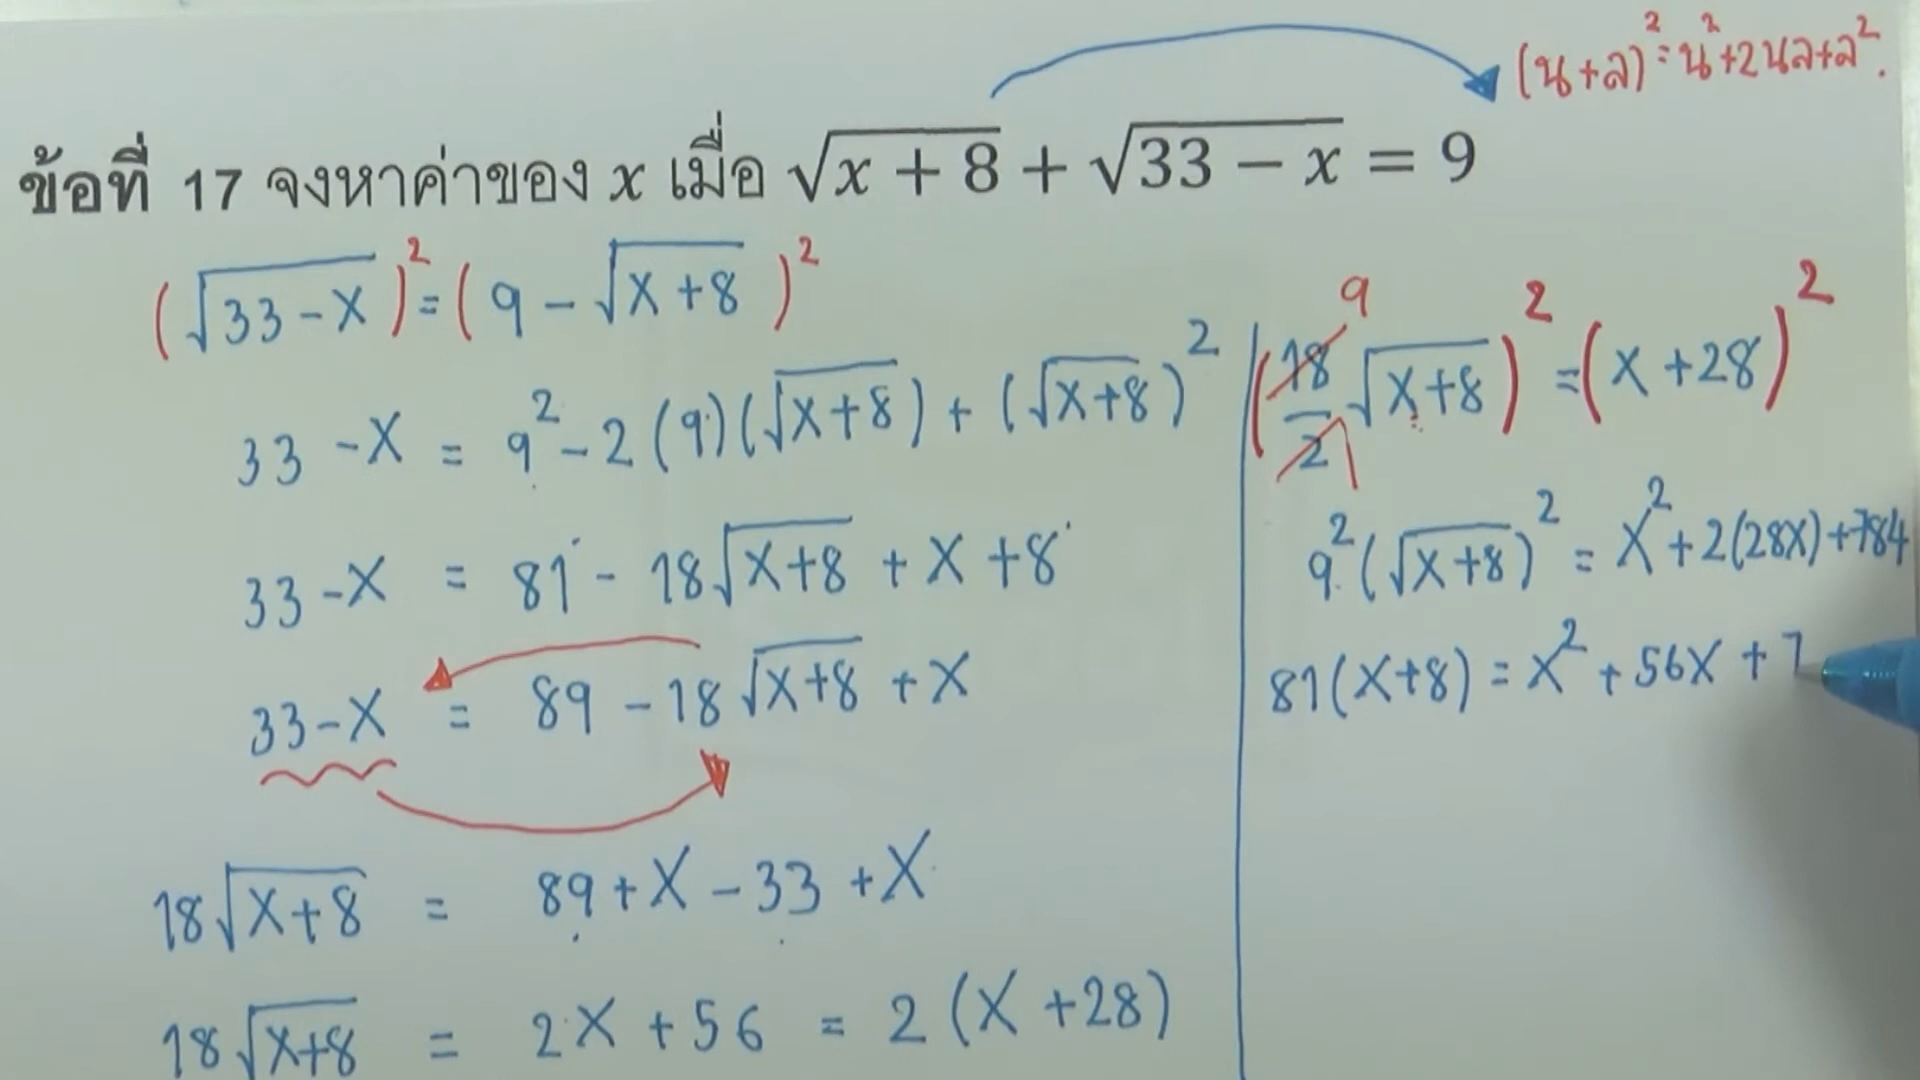 (น+ล)² = น²+2นล+ล².
ข้อที่ 17 จงหาค่าของ x เมื่อ √(x + 8) + √(33 − x) = 9
(√(33-x))² = (9 - √(x+8))²
33 - x = 9² - 2(9)(√(x+8)) + (√(x+8))²
33 - x = 81 - 18√(x+8) + x + 8
33 - x = 89 - 18√(x+8) + x
18√(x+8) = 89 + x - 33 + x
18√(x+8) = 2x + 56 = 2(x + 28)
9
(18/2 √(x+8))² = (x + 28)²
1
9²(√(x+8))² = x² + 2(28x) + 784
81(x+8) = x² + 56x + 7